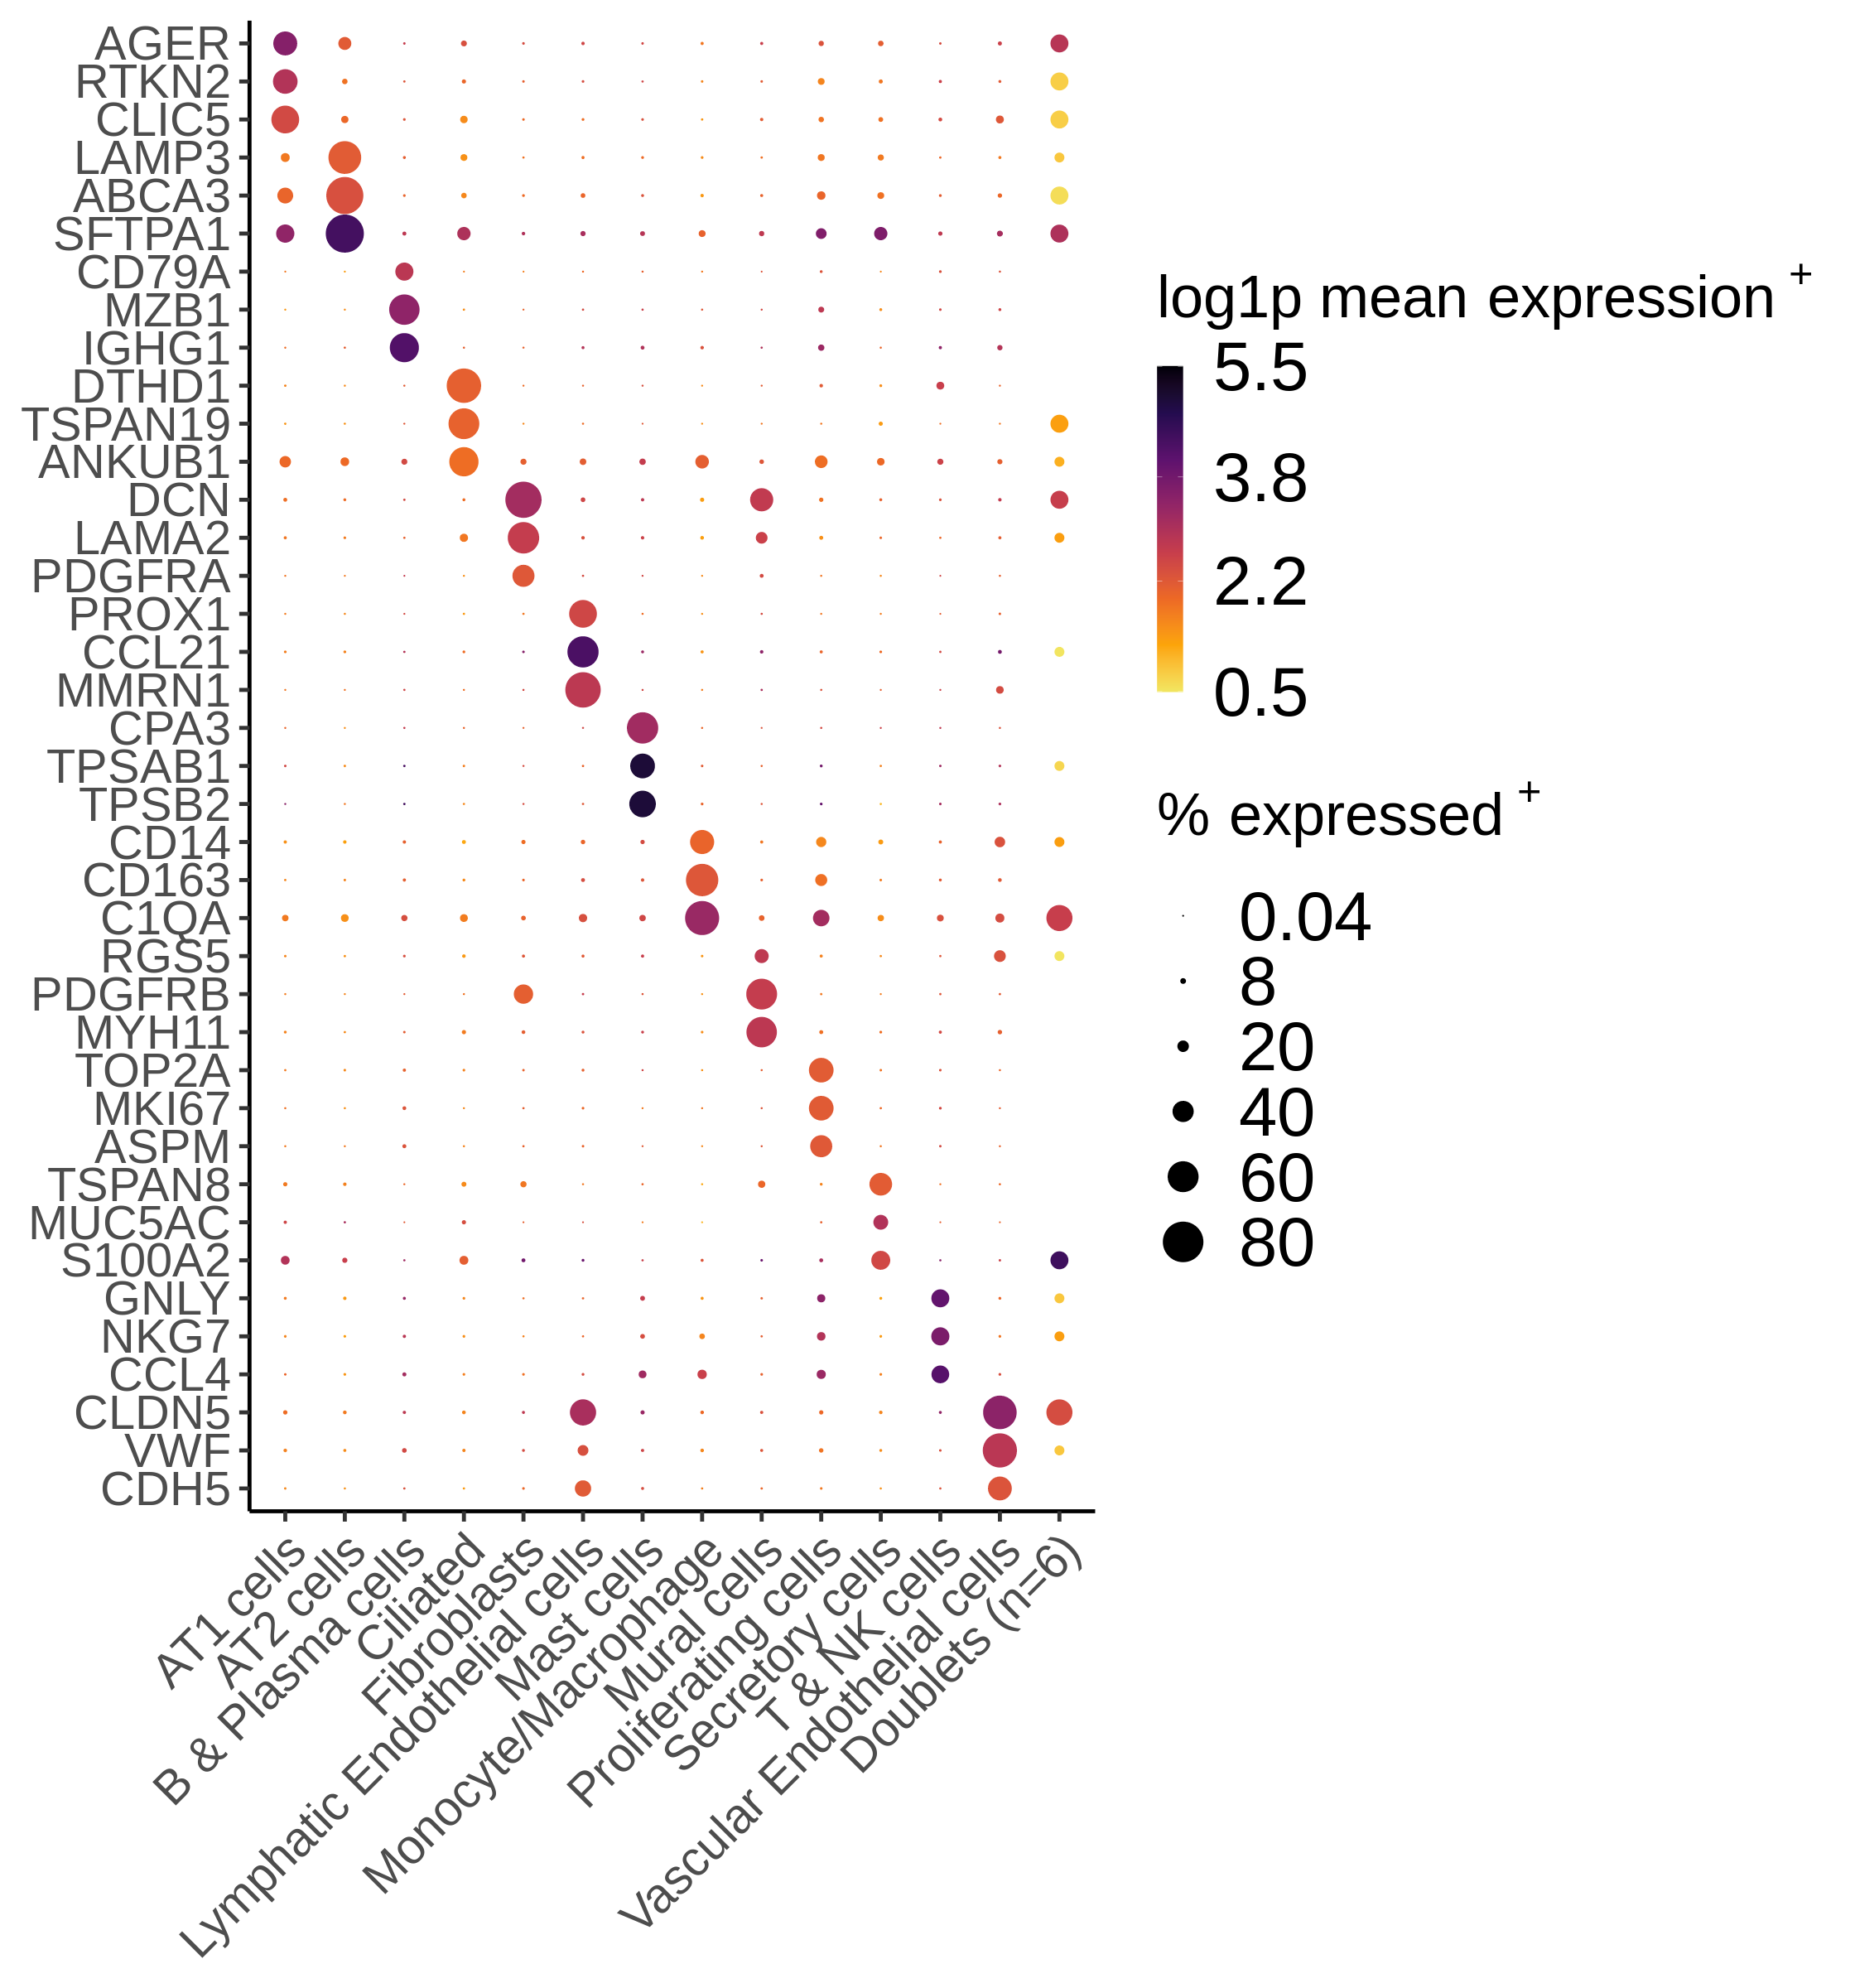 AGER
RTKN2
CLIC5
LAMP3
ABCA3
SFTPA1
CD79A
MZB1
IGHG1
DTHD1
TSPAN19
ANKUB1
DCN
LAMA2
PDGFRA
PROX1
CCL21
MMRN1
CPA3
TPSAB1
TPSB2
CD14
CD163
C1QA
RGS5
PDGFRB
MYH11
TOP2A
MKI67
ASPM
TSPAN8
MUC5AC
S100A2
GNLY
NKG7
CCL4
CLDN5
VWF
CDH5
AT1 cells
AT2 cells
B & Plasma cells
Ciliated
Fibroblasts
Lymphatic Endothelial cells
Mast cells
Monocyte/Macrophage
Mural cells
Proliferating cells
Secretory cells
T & NK cells
Vascular Endothelial cells
Doublets (n=6)
log1p mean expression +
5.5
3.8
2.2
0.5
% expressed +
0.04
8
20
40
60
80